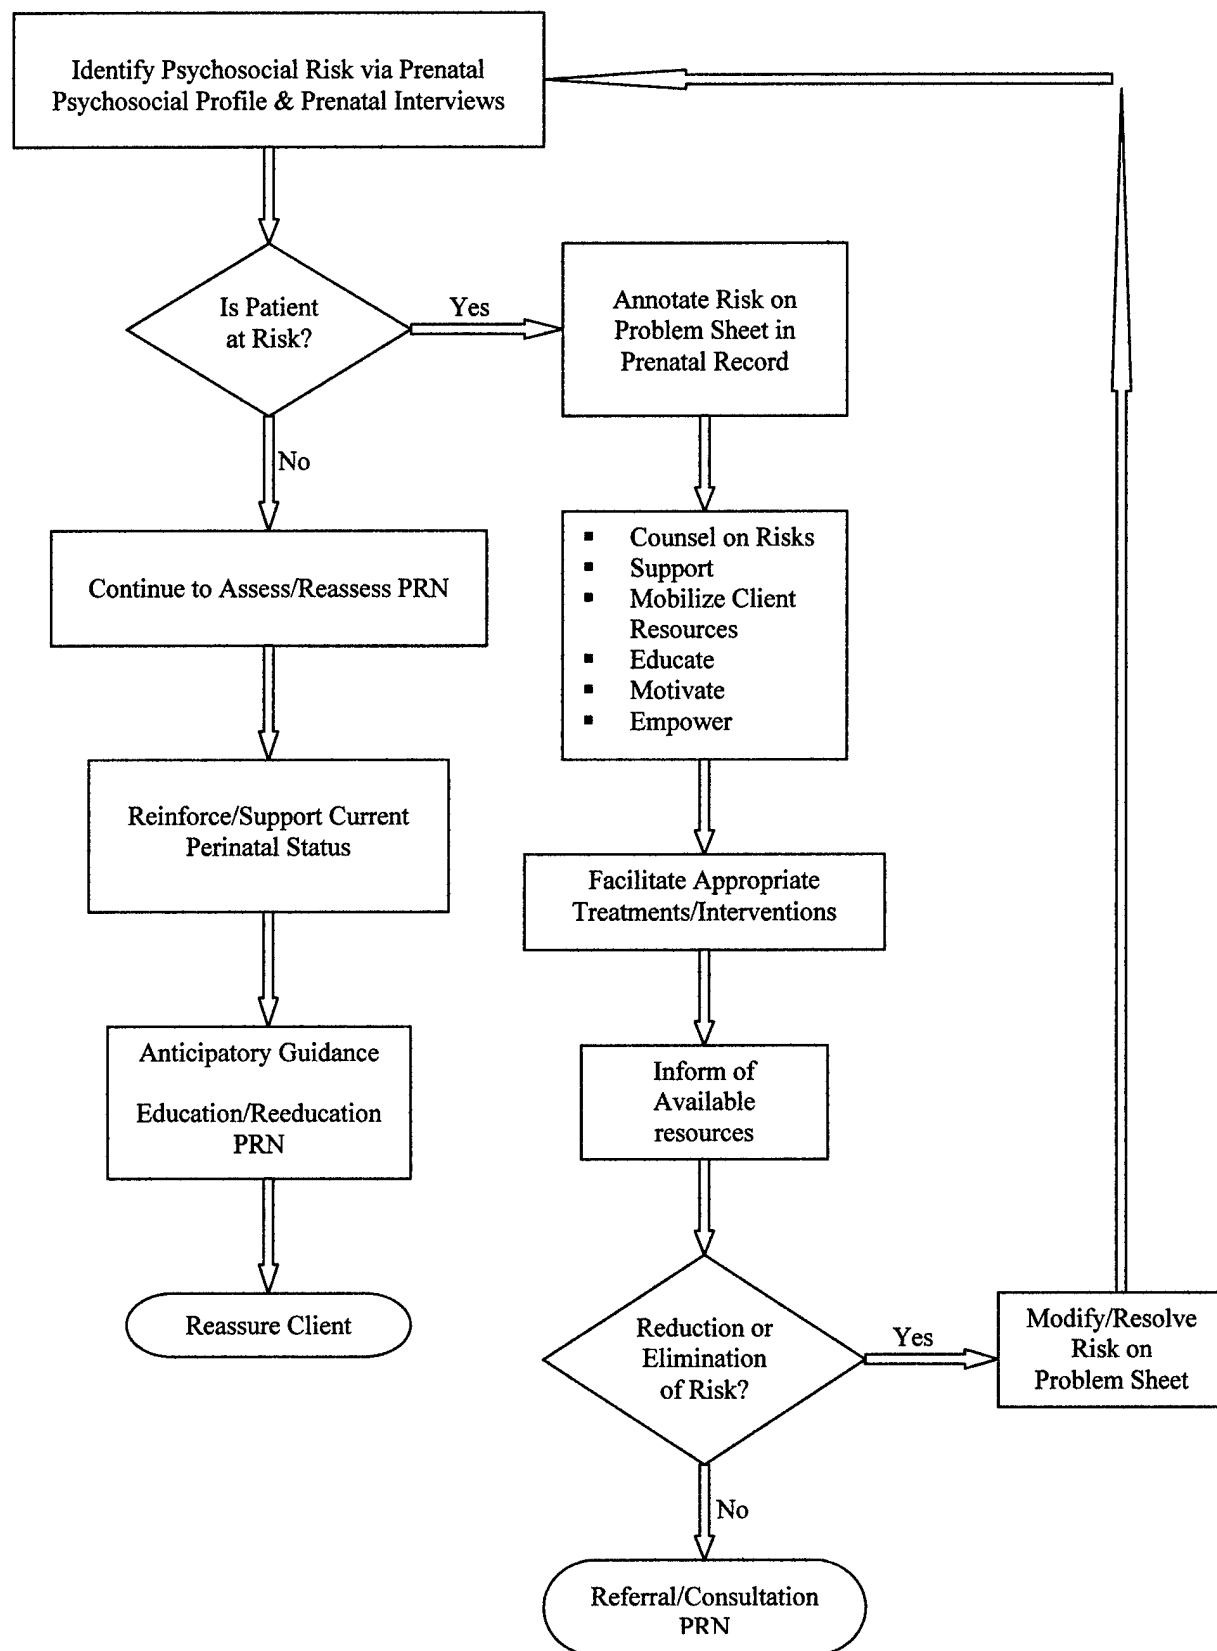 Identify Psychosocial Risk via Prenatal
Psychosocial Profile & Prenatal Interviews
Is Patient
at Risk?
Yes
No
Annotate Risk on
Problem Sheet in
Prenatal Record
Continue to Assess/Reassess PRN
▪ Counsel on Risks
▪ Support
▪ Mobilize Client
Resources
▪ Educate
▪ Motivate
▪ Empower
Reinforce/Support Current
Perinatal Status
Facilitate Appropriate
Treatments/Interventions
Anticipatory Guidance
Education/Reeducation
PRN
Inform of
Available
resources
Reassure Client
Reduction or
Elimination
of Risk?
Yes
Modify/Resolve
Risk on
Problem Sheet
No
Referral/Consultation
PRN